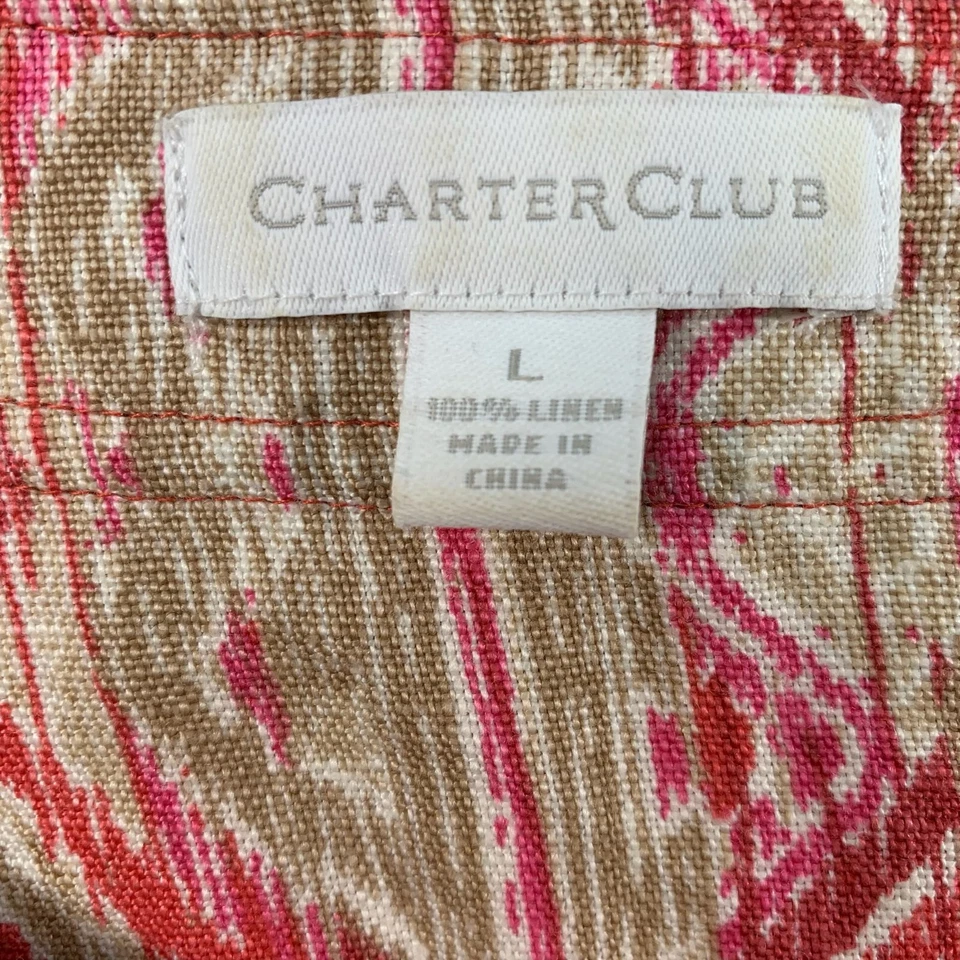 CHARTER CLUB
L
100% LINEN
MADE IN
CHINA